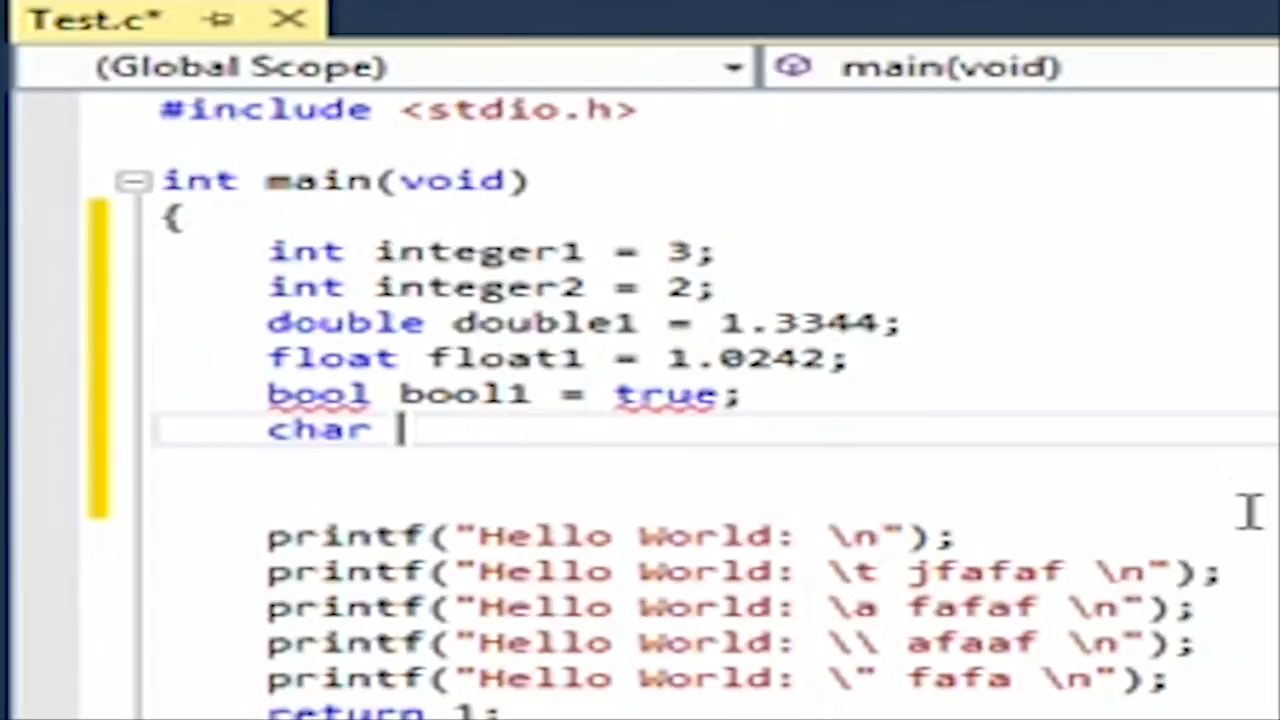 Test.c*
(Global Scope) main(void)
#include <stdio.h>
int main(void)
{
int integer1 = 3;
int integer2 = 2;
double double1 = 1.3344;
float float1 = 1.0242;
bool bool1 = true;
char
printf("Hello World: \n");
printf("Hello World: \t jfafaf \n");
printf("Hello World: \a fafaf \n");
printf("Hello World: \\ afaaf \n");
printf("Hello World: \" fafa \n");
return 1;